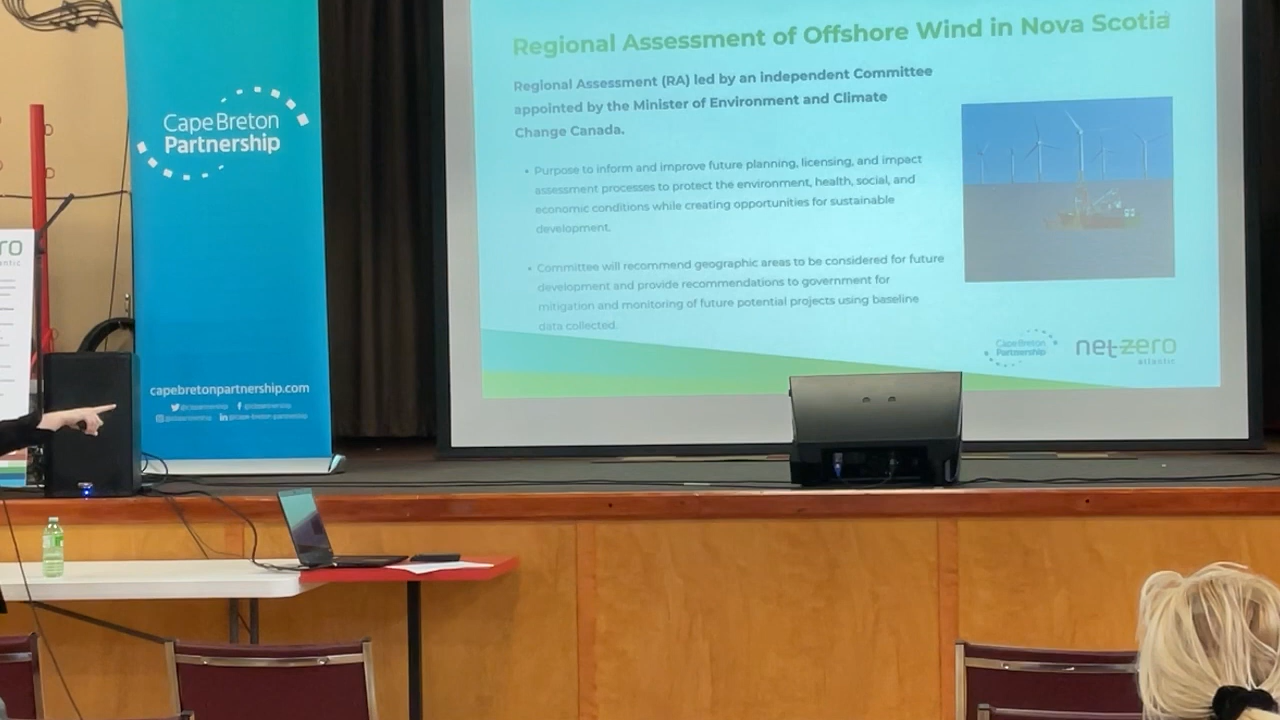 Regional Assessment of Offshore Wind in Nova Scotia
Regional Assessment (RA) led by an independent Committee
appointed by the Minister of Environment and Climate
Change Canada.
• Purpose to inform and improve future planning, licensing, and impact
assessment processes to protect the environment, health, social, and
economic conditions while creating opportunities for sustainable
development.
• Committee will recommend geographic areas to be considered for future
development and provide recommendations to government for
mitigation and monitoring of future potential projects using baseline
data collected.
Cape Breton
Partnership
net-zero
atlantic
Cape Breton
Partnership
capebretonpartnership.com
ro
antic